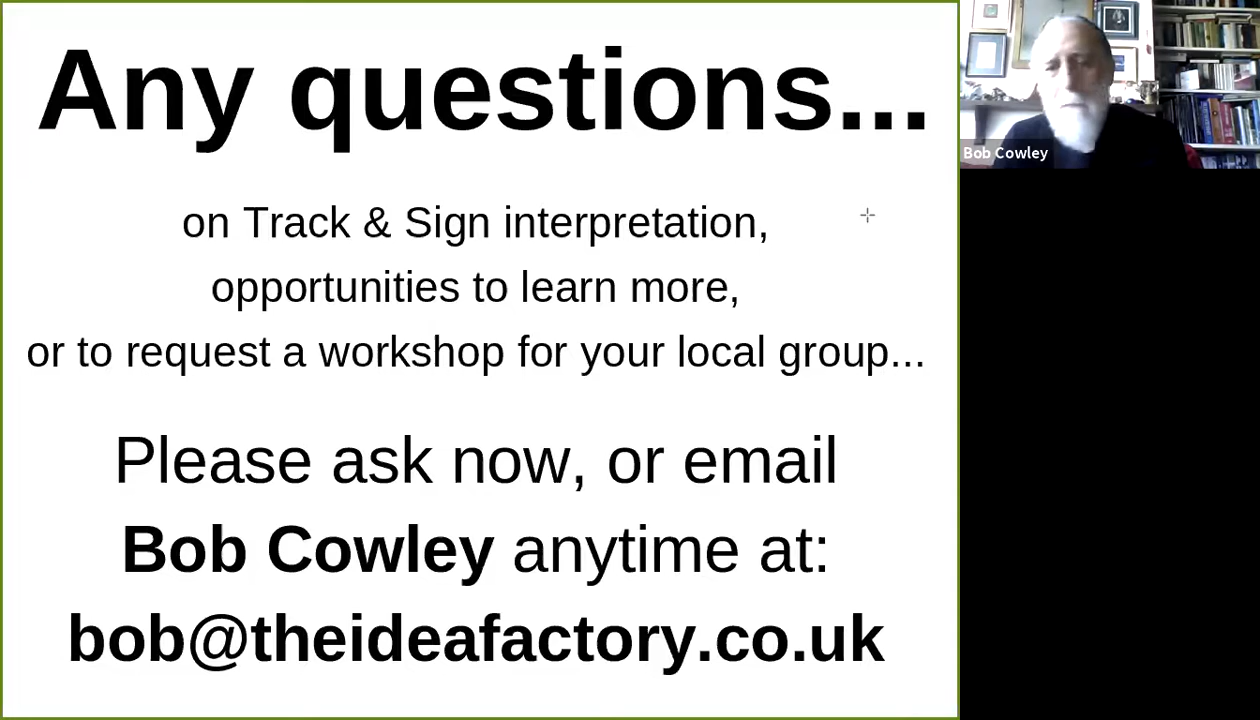 Any questions...
on Track & Sign interpretation,
opportunities to learn more,
or to request a workshop for your local group...
Please ask now, or email
Bob Cowley anytime at:
bob@theideafactory.co.uk
Bob Cowley